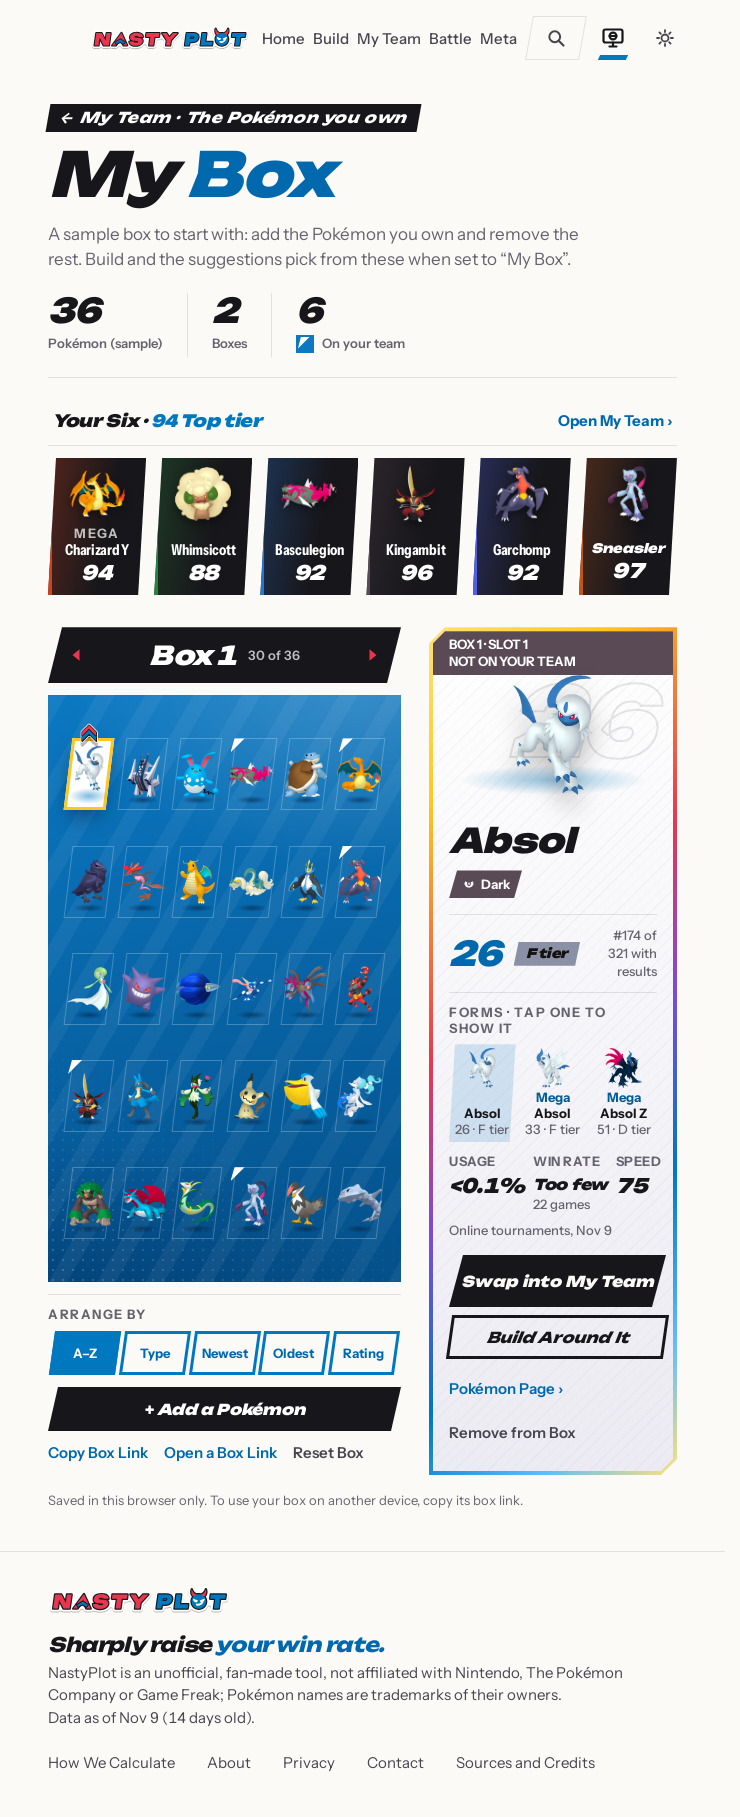 NASTY PLOT Home Build My Team Battle Meta
← My Team · The Pokémon you own
My Box
A sample box to start with: add the Pokémon you own and remove the
rest. Build and the suggestions pick from these when set to “My Box”.
36 2 6
Pokémon (sample) Boxes On your team
Your Six · 94 Top tier Open My Team ›
MEGA
Charizard Y Whimsicott Basculegion Kingambit Garchomp Sneasler
94 88 92 96 92 97
Box 1 30 of 36
BOX 1 · SLOT 1
NOT ON YOUR TEAM
26
Absol
Dark
26 F tier #174 of
321 with
results
FORMS · TAP ONE TO
SHOW IT
Absol
26 · F tier
Mega
Absol
33 · F tier
Mega
Absol Z
51 · D tier
USAGE WIN RATE SPEED
<0.1% Too few 75
22 games
Online tournaments, Nov 9
Swap into My Team
Build Around It
Pokémon Page ›
Remove from Box
ARRANGE BY
A–Z Type Newest Oldest Rating
+ Add a Pokémon
Copy Box Link Open a Box Link Reset Box
Saved in this browser only. To use your box on another device, copy its box link.
NASTY PLOT
Sharply raise your win rate.
NastyPlot is an unofficial, fan-made tool, not affiliated with Nintendo, The Pokémon
Company or Game Freak; Pokémon names are trademarks of their owners.
Data as of Nov 9 (14 days old).
How We Calculate About Privacy Contact Sources and Credits